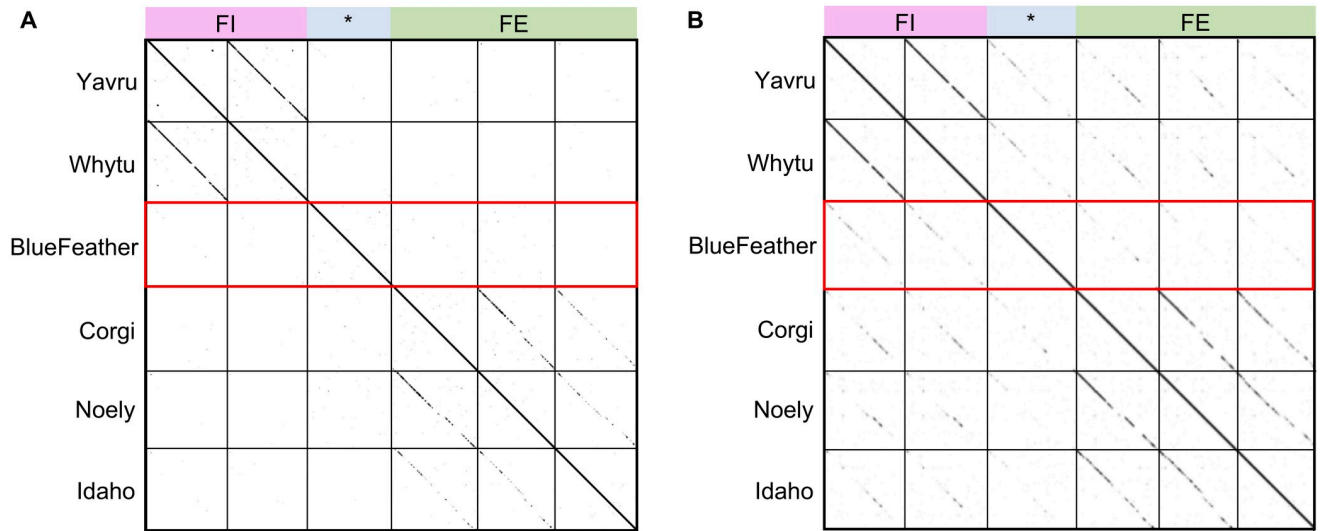 A
FI * FE
Yavru
Whytu
BlueFeather
Corgi
Noely
Idaho
B
FI * FE
Yavru
Whytu
BlueFeather
Corgi
Noely
Idaho